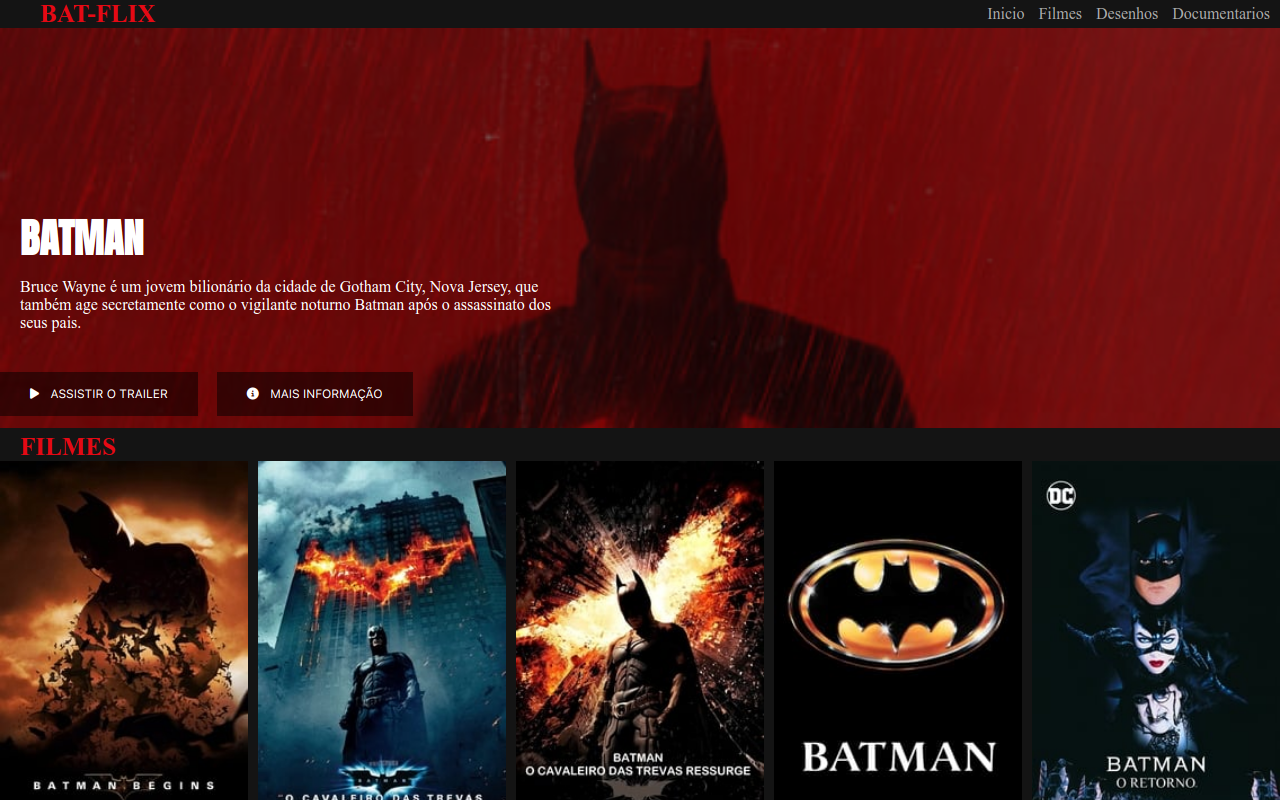 BAT-FLIX
Inicio Filmes Desenhos Documentarios
BATMAN
Bruce Wayne é um jovem bilionário da cidade de Gotham City, Nova Jersey, que
também age secretamente como o vigilante noturno Batman após o assassinato dos
seus pais.
ASSISTIR O TRAILER
MAIS INFORMAÇÃO
FILMES
BATMAN BEGINS
BATMAN
O CAVALEIRO DAS TREVAS
BATMAN
O CAVALEIRO DAS TREVAS RESSURGE
BATMAN
DC
BATMAN
O RETORNO